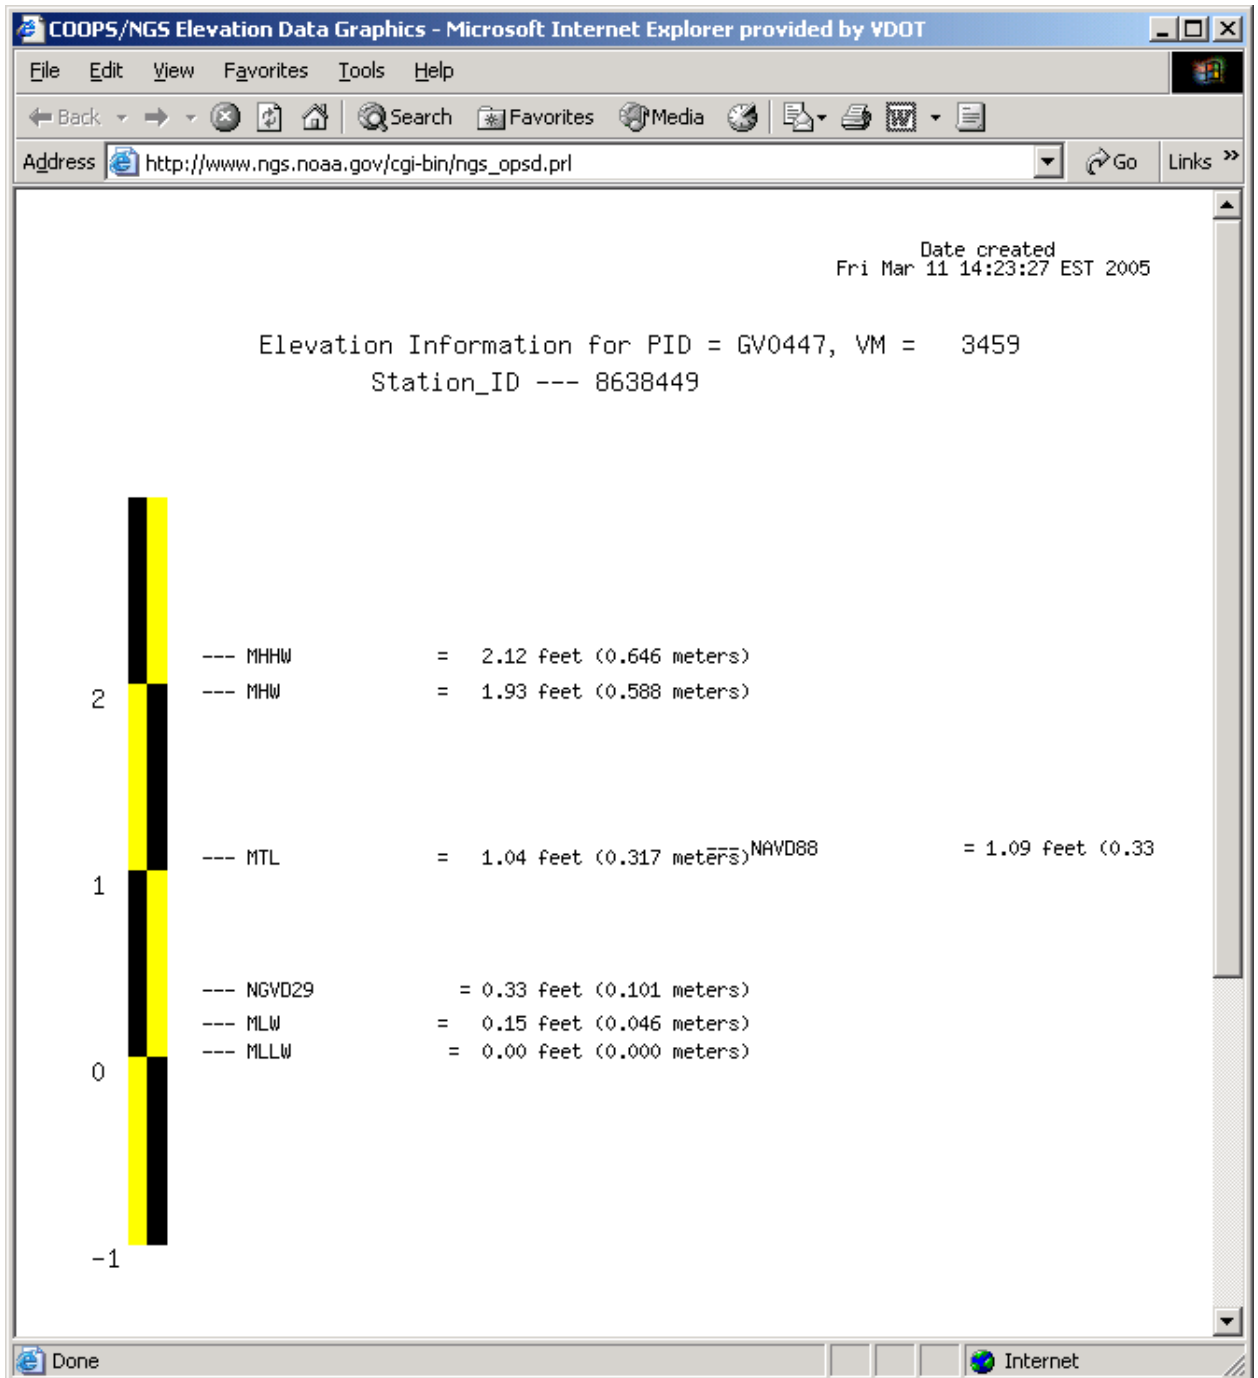 COOPS/NGS Elevation Data Graphics - Microsoft Internet Explorer provided by VDOT
File Edit View Favorites Tools Help
Back Search Favorites Media
Address http://www.ngs.noaa.gov/cgi-bin/ngs_opsd.prl Go Links »
Date created
Fri Mar 11 14:23:27 EST 2005
Elevation Information for PID = GV0447, VM = 3459
Station_ID --- 8638449
--- MHHW = 2.12 feet (0.646 meters)
2 --- MHW = 1.93 feet (0.588 meters)
--- NAVD88 = 1.09 feet (0.33
--- MTL = 1.04 feet (0.317 meters)
1
--- NGVD29 = 0.33 feet (0.101 meters)
--- MLW = 0.15 feet (0.046 meters)
--- MLLW = 0.00 feet (0.000 meters)
0
-1
Done Internet